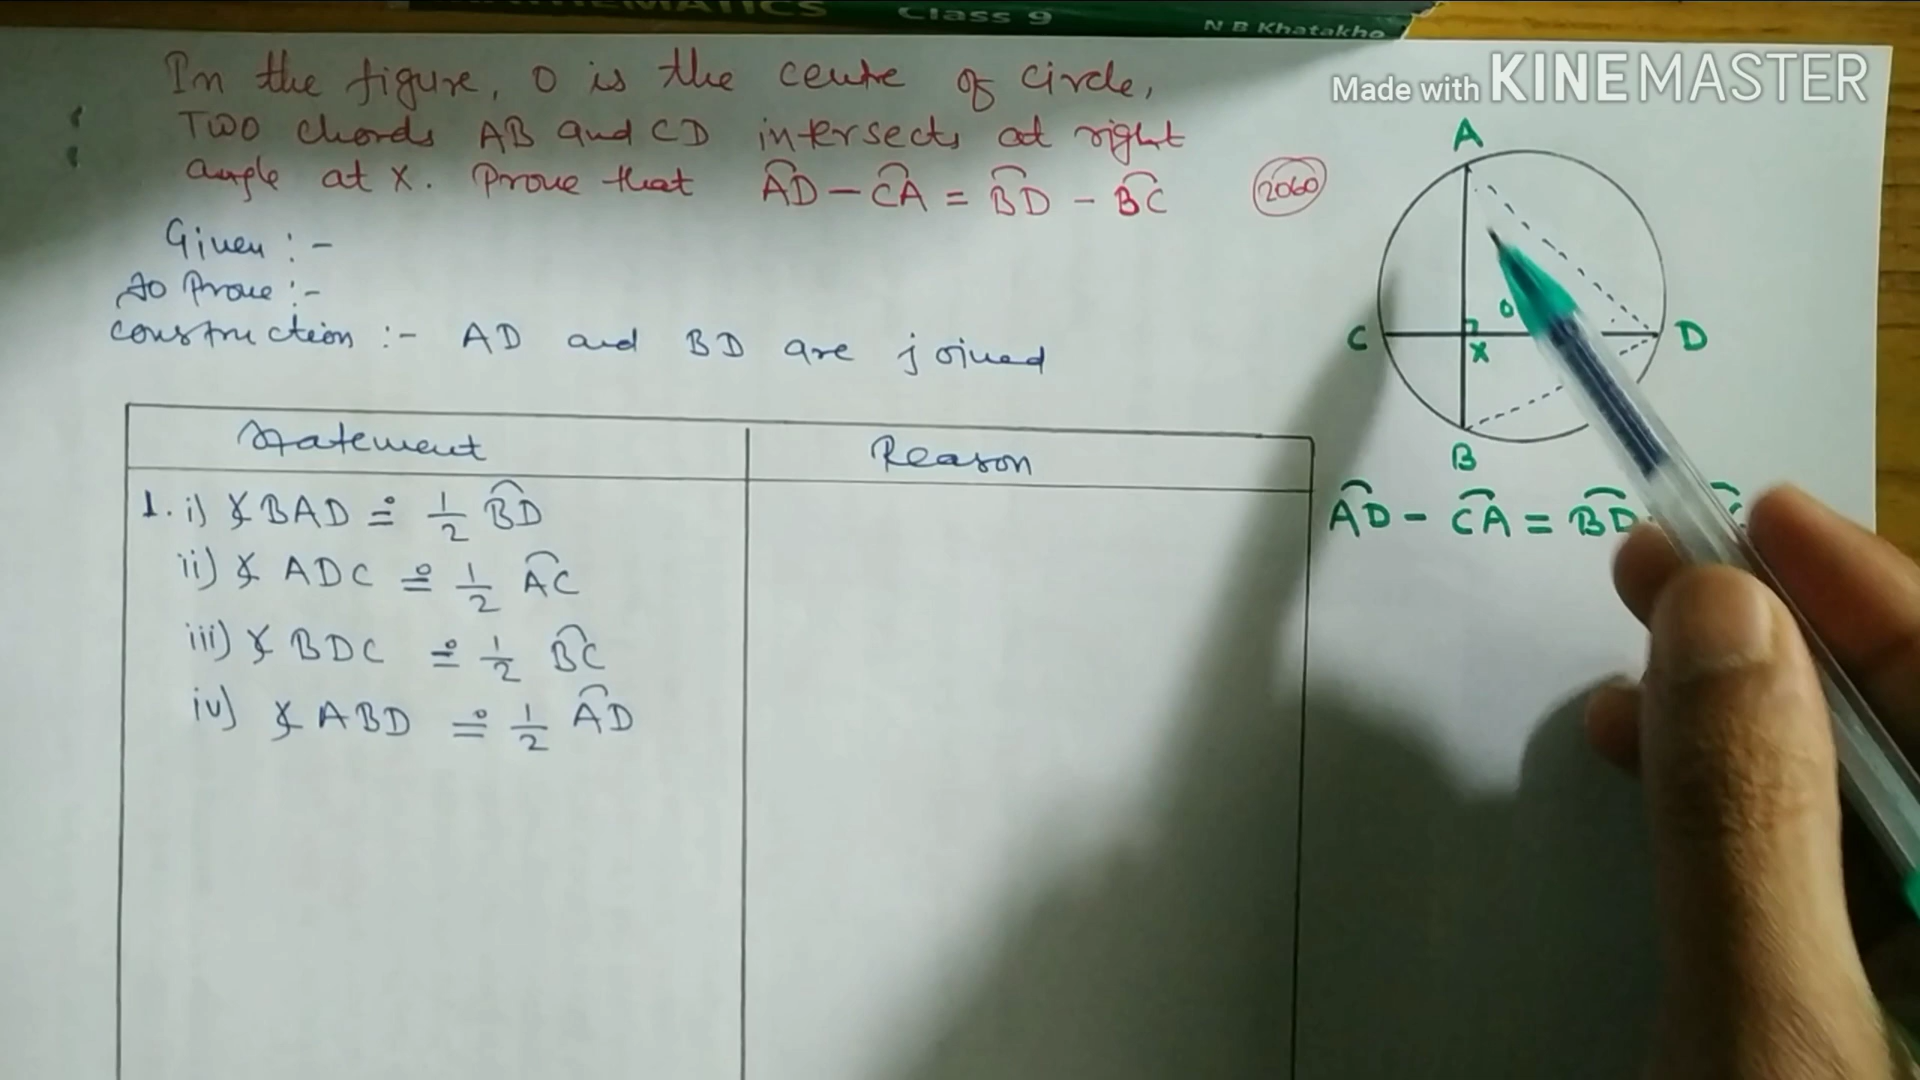 MATHEMATICS Class 9 N B Khatakho
Made with KINEMASTER
In the figure, O is the centre of circle,
Two chords AB and CD intersects at right
angle at X. Prove that A͡D – C͡A = B͡D – B͡C
2060
Given :-
To Prove :-
Construction :- AD and BD are joined
Statement Reason
1. i) ∡BAD ≗ 1/2 B͡D
ii) ∡ ADC ≗ 1/2 A͡C
iii) ∡ BDC ≗ 1/2 B͡C
iv) ∡ ABD ≗ 1/2 A͡D
A
O
C X D
B
A͡D – C͡A = B͡D